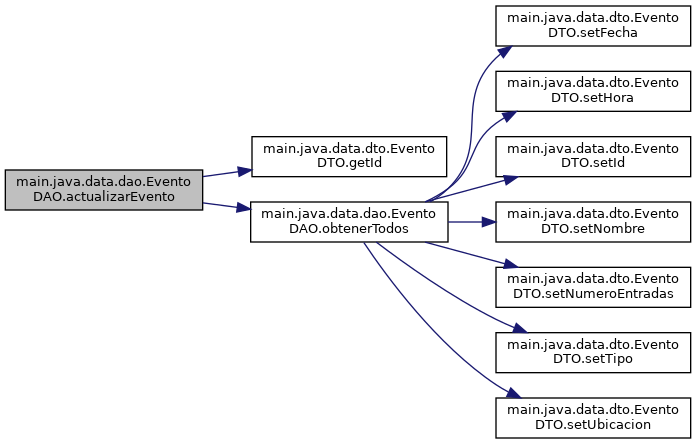 main.java.data.dao.Evento
DAO.actualizarEvento
main.java.data.dto.Evento
DTO.getId
main.java.data.dao.Evento
DAO.obtenerTodos
main.java.data.dto.Evento
DTO.setFecha
main.java.data.dto.Evento
DTO.setHora
main.java.data.dto.Evento
DTO.setId
main.java.data.dto.Evento
DTO.setNombre
main.java.data.dto.Evento
DTO.setNumeroEntradas
main.java.data.dto.Evento
DTO.setTipo
main.java.data.dto.Evento
DTO.setUbicacion